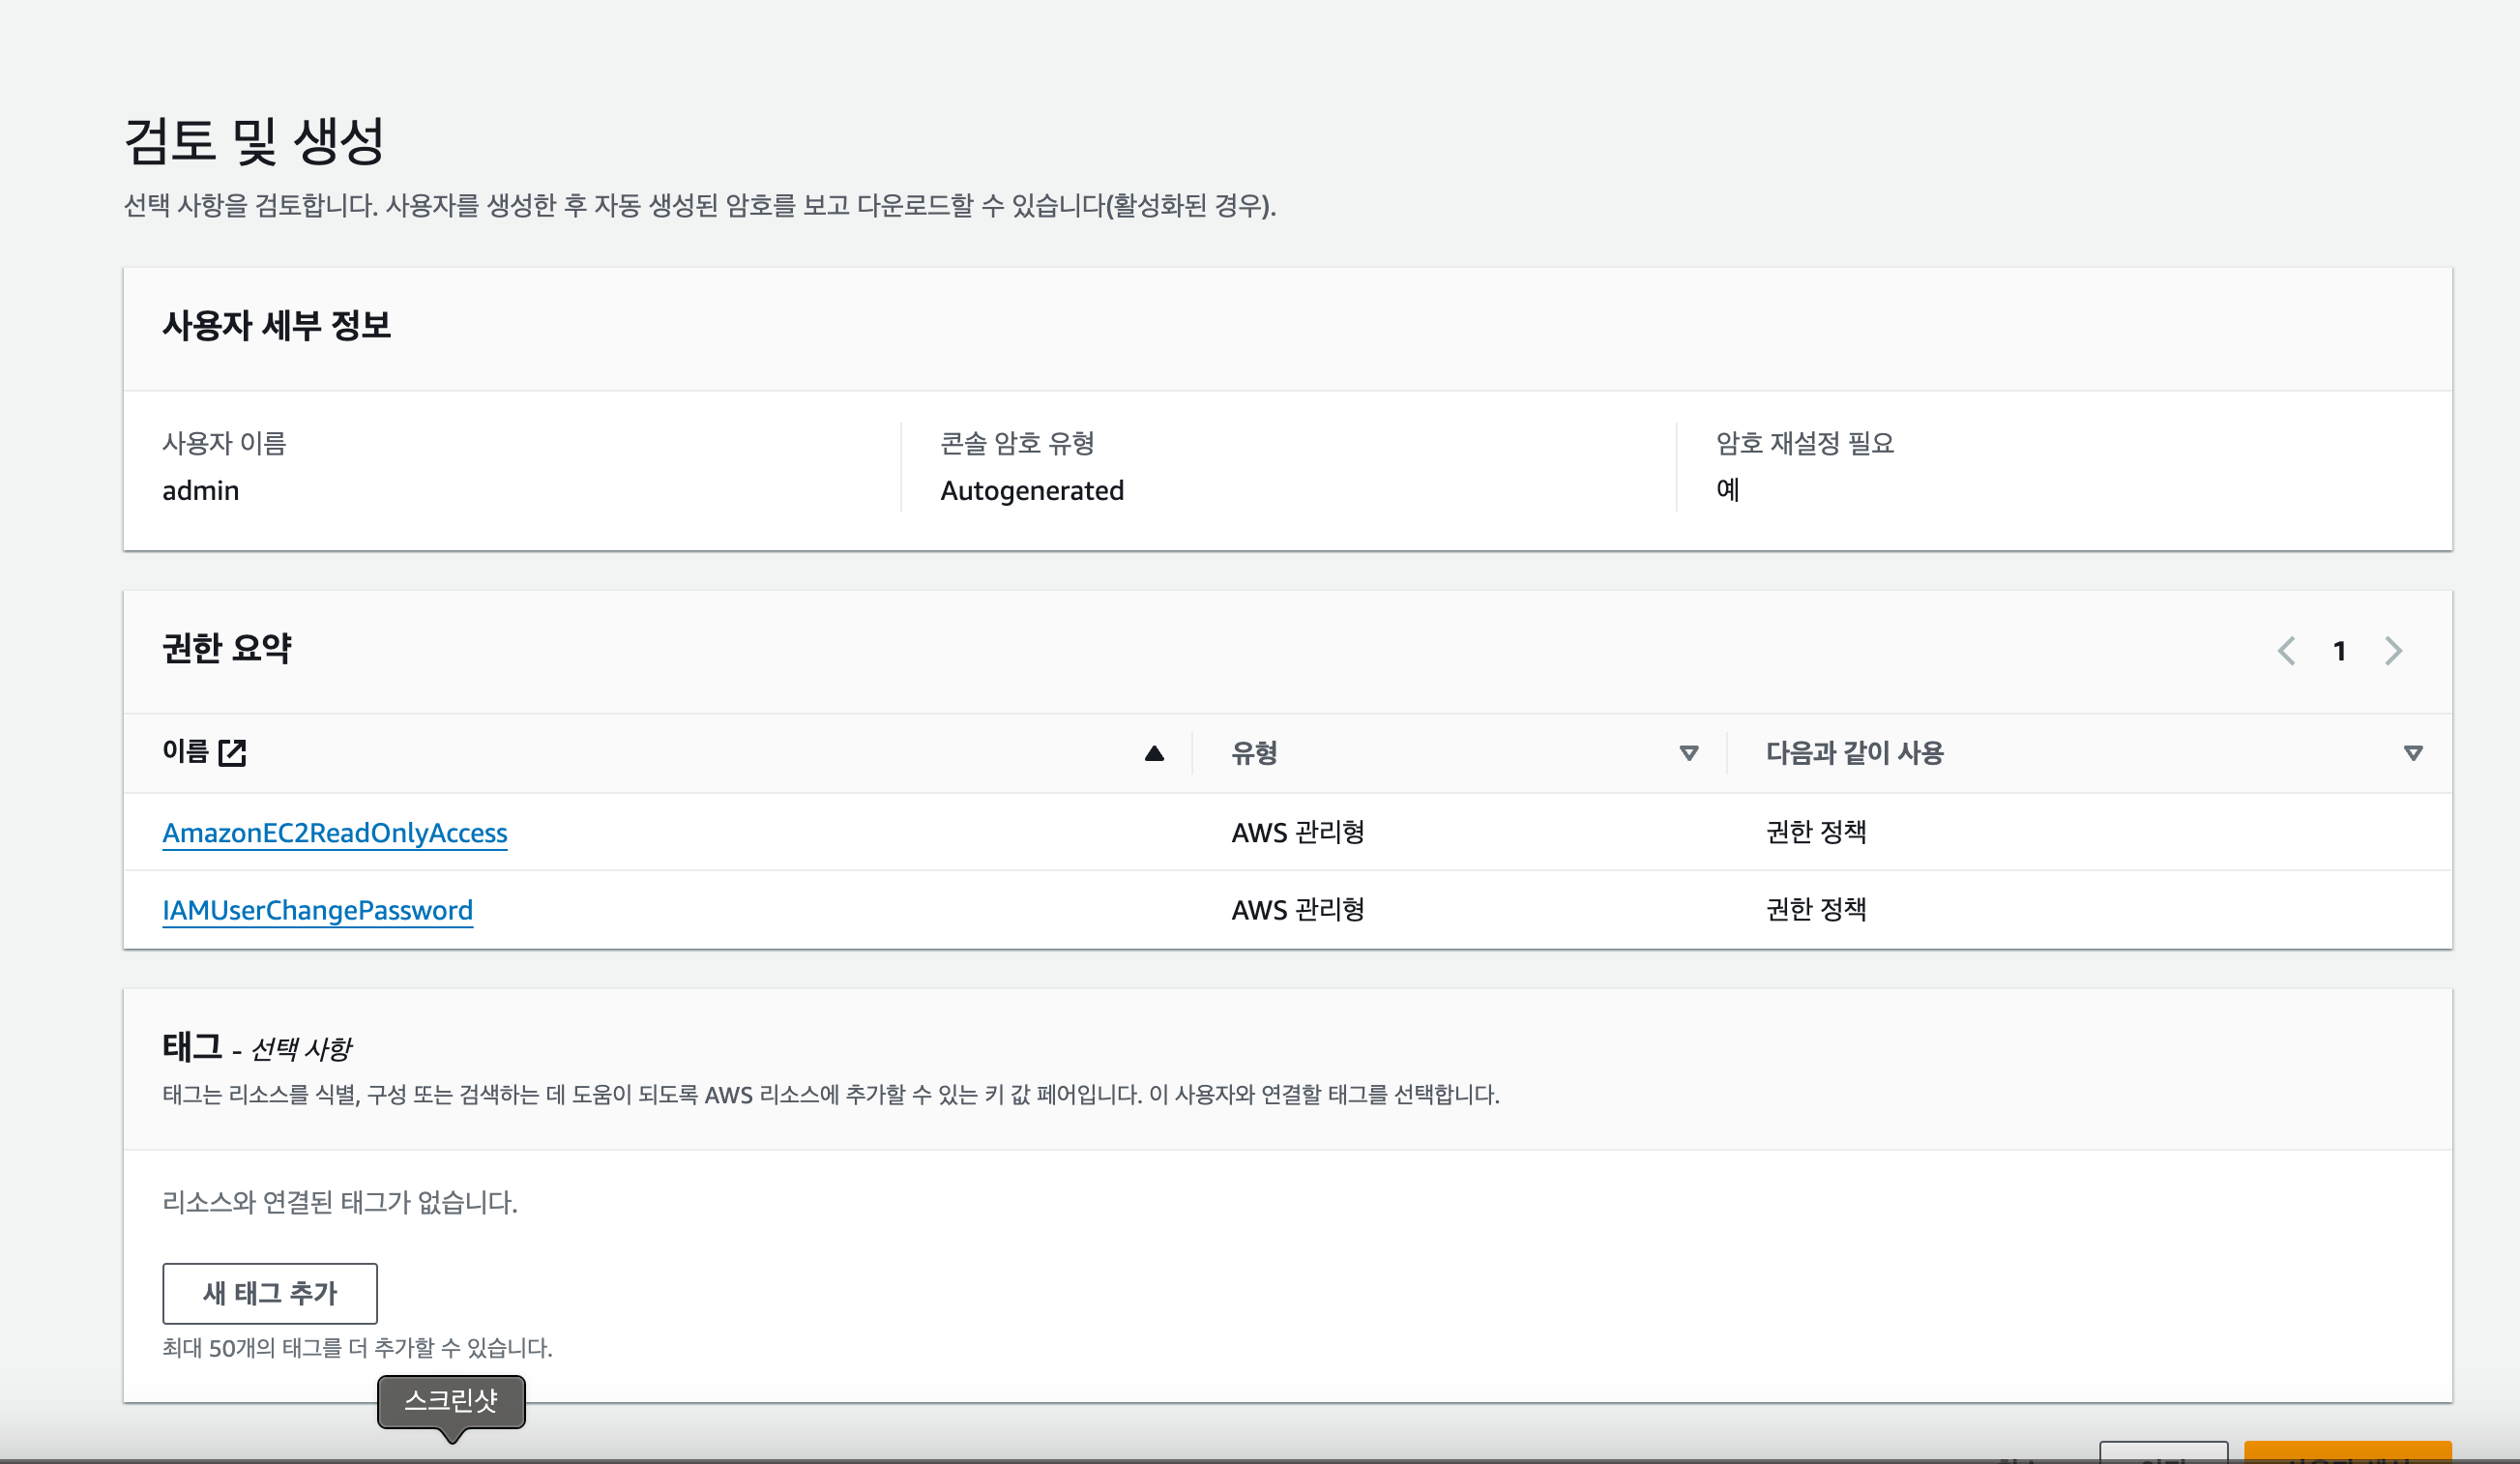 검토 및 생성
선택 사항을 검토합니다. 사용자를 생성한 후 자동 생성된 암호를 보고 다운로드할 수 있습니다(활성화된 경우).
사용자 세부 정보
사용자 이름 콘솔 암호 유형 암호 재설정 필요
admin Autogenerated 예
권한 요약 1
이름 유형 다음과 같이 사용
AmazonEC2ReadOnlyAccess AWS 관리형 권한 정책
IAMUserChangePassword AWS 관리형 권한 정책
태그 - 선택 사항
태그는 리소스를 식별, 구성 또는 검색하는 데 도움이 되도록 AWS 리소스에 추가할 수 있는 키 값 페어입니다. 이 사용자와 연결할 태그를 선택합니다.
리소스와 연결된 태그가 없습니다.
새 태그 추가
최대 50개의 태그를 더 추가할 수 있습니다.
스크린샷